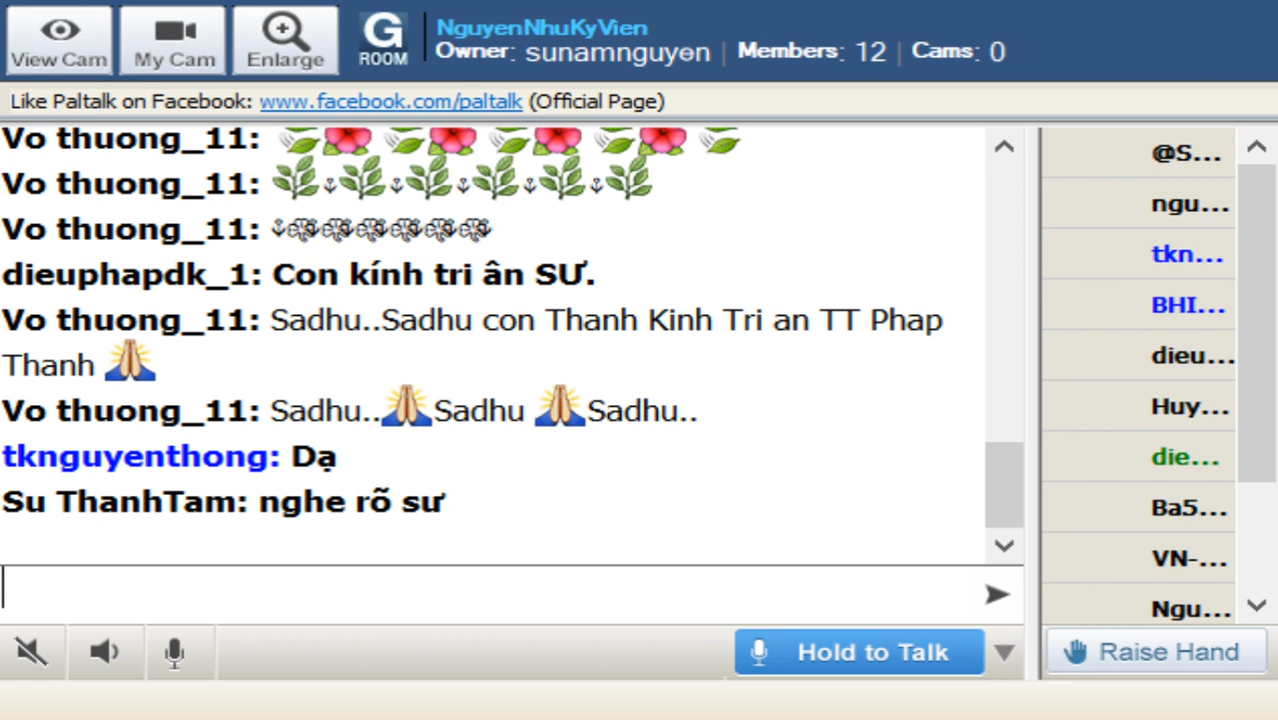 View Cam
My Cam
Enlarge
G
ROOM
NguyenNhuKyVien
Owner: sunamnguyen | Members: 12 | Cams: 0
Like Paltalk on Facebook: www.facebook.com/paltalk (Official Page)
Vo thuong_11:
Vo thuong_11:
Vo thuong_11:
dieuphapdk_1: Con kính tri ân SƯ.
Vo thuong_11: Sadhu..Sadhu con Thanh Kinh Tri an TT Phap
Thanh 🙏
Vo thuong_11: Sadhu..🙏Sadhu 🙏Sadhu..
tknguyenthong: Dạ
Su ThanhTam: nghe rõ sư
@S...
ngu...
tkn...
BHI...
dieu...
Huy...
die...
Ba5...
VN-...
Ngu...
Hold to Talk
Raise Hand